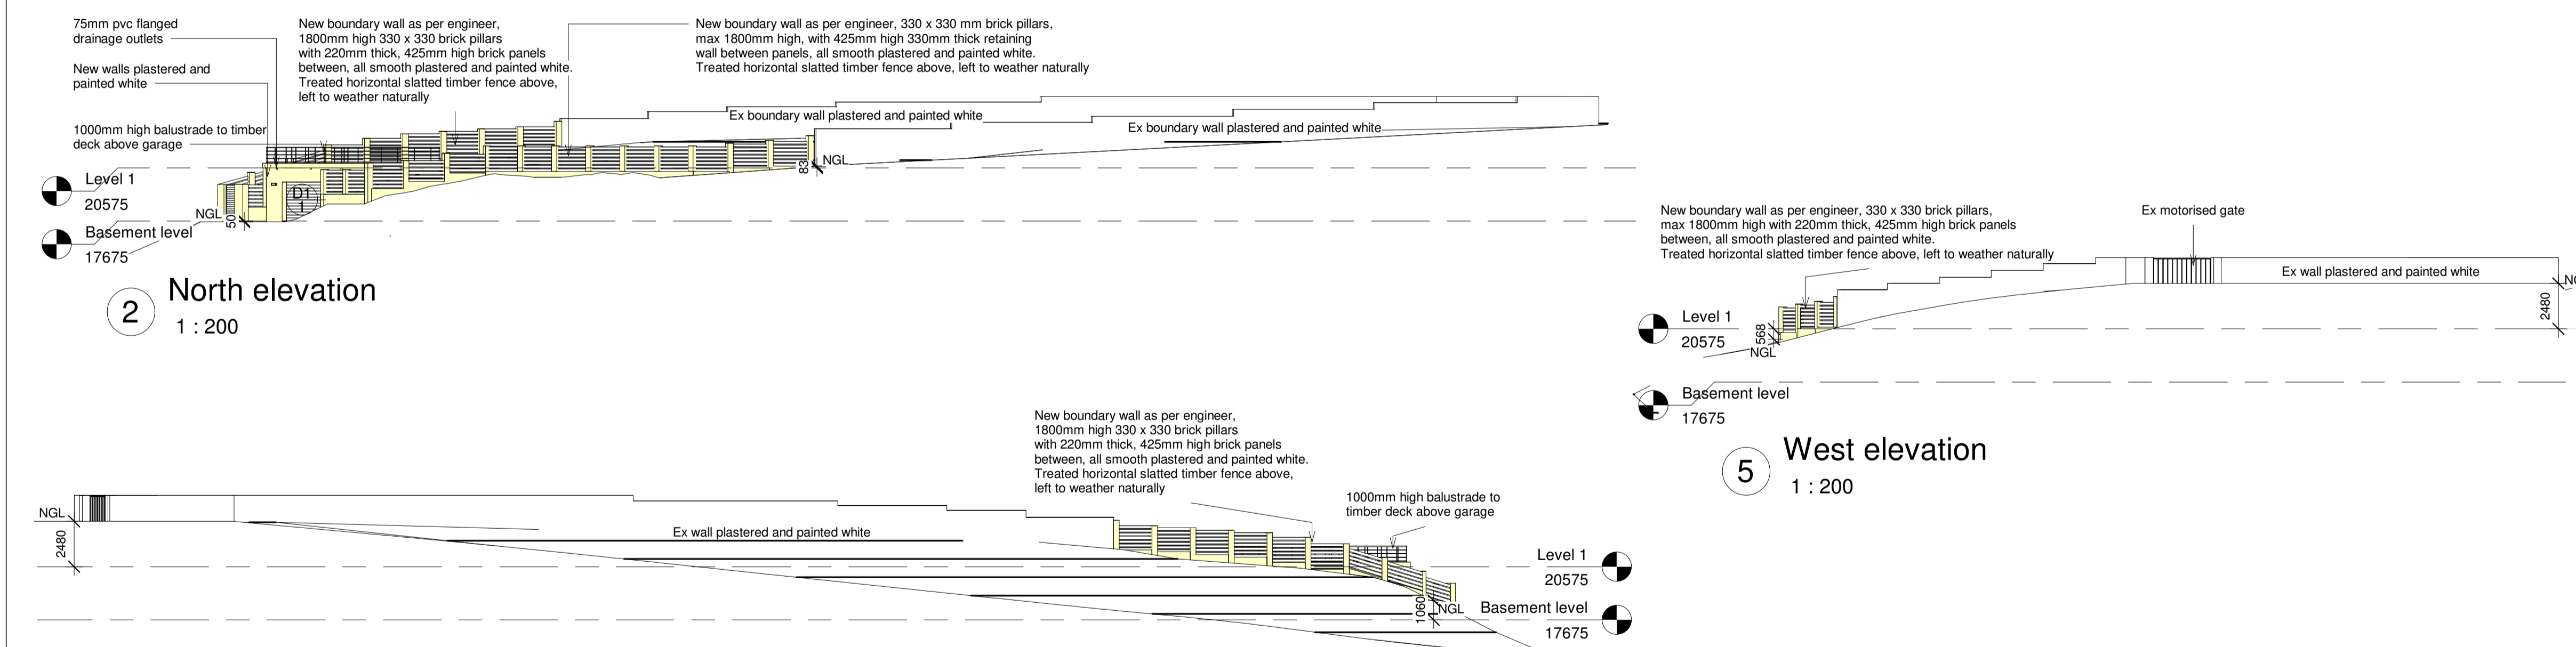 75mm pvc flanged
drainage outlets
New walls plastered and
painted white
1000mm high balustrade to timber
deck above garage
New boundary wall as per engineer,
1800mm high 330 x 330 brick pillars
with 220mm thick, 425mm high brick panels
between, all smooth plastered and painted white.
Treated horizontal slatted timber fence above,
left to weather naturally
New boundary wall as per engineer, 330 x 330 mm brick pillars,
max 1800mm high, with 425mm high 330mm thick retaining
wall between panels, all smooth plastered and painted white.
Treated horizontal slatted timber fence above, left to weather naturally
Ex boundary wall plastered and painted white
Ex boundary wall plastered and painted white
83
NGL
D1
1
Level 1
20575
NGL
50
Basement level
17675
2
North elevation
1 : 200
New boundary wall as per engineer, 330 x 330 brick pillars,
max 1800mm high with 220mm thick, 425mm high brick panels
between, all smooth plastered and painted white.
Treated horizontal slatted timber fence above, left to weather naturally
Ex motorised gate
Ex wall plastered and painted white
2480
Level 1
20575
568
NGL
Basement level
17675
5
West elevation
1 : 200
New boundary wall as per engineer,
1800mm high 330 x 330 brick pillars
with 220mm thick, 425mm high brick panels
between, all smooth plastered and painted white.
Treated horizontal slatted timber fence above,
left to weather naturally
1000mm high balustrade to
timber deck above garage
NGL
2480
Ex wall plastered and painted white
Level 1
20575
1060
NGL
Basement level
17675